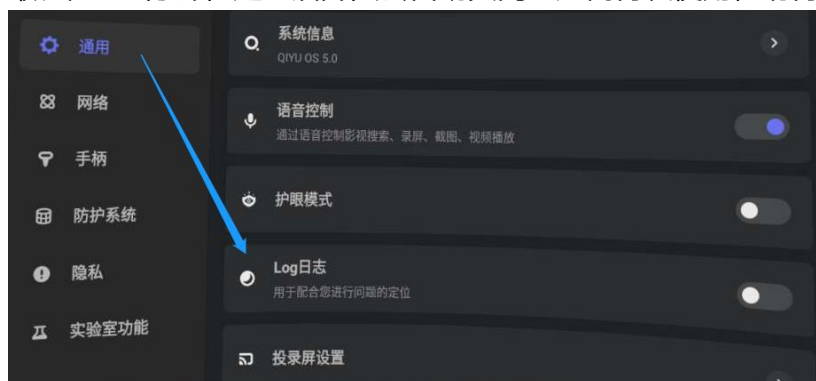 通用
网络
手柄
防护系统
隐私
实验室功能
系统信息
QIYU OS 5.0
语音控制
通过语音控制影视搜索、录屏、截图、视频播放
护眼模式
Log日志
用于配合您进行问题的定位
投录屏设置